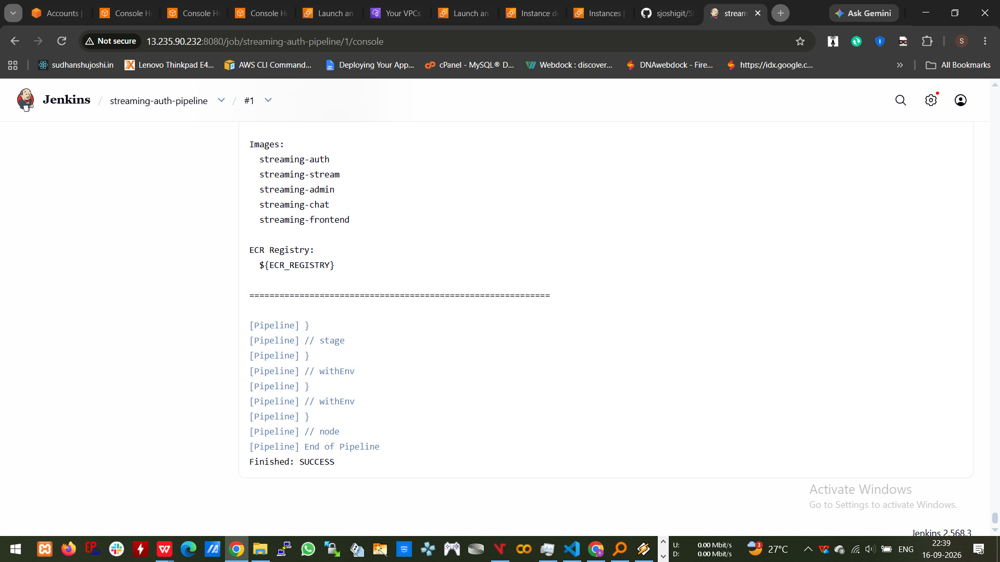 Accounts |
Console H
Console H
Console H
Launch an
Your VPCs
Launch an
Instance d
Instances |
sjoshigit/S
stream
Ask Gemini
Not secure
13.235.90.232:8080/job/streaming-auth-pipeline/1/console
S
sudhanshujoshi.in
Lenovo Thinkpad E4...
AWS CLI Command...
Deploying Your App...
cPanel - MySQL® D...
Webdock : discover...
DNAwebdock - Fire...
https://idx.google.c...
All Bookmarks
Jenkins / streaming-auth-pipeline / #1
Images:
streaming-auth
streaming-stream
streaming-admin
streaming-chat
streaming-frontend
ECR Registry:
${ECR_REGISTRY}
============================================================
[Pipeline] }
[Pipeline] // stage
[Pipeline] }
[Pipeline] // withEnv
[Pipeline] }
[Pipeline] // withEnv
[Pipeline] }
[Pipeline] // node
[Pipeline] End of Pipeline
Finished: SUCCESS
Activate Windows
Go to Settings to activate Windows.
Jenkins 2.568.3
U: 0.00 Mbit/s
D: 0.00 Mbit/s
3
27°C
ENG
22:39
16-09-2026